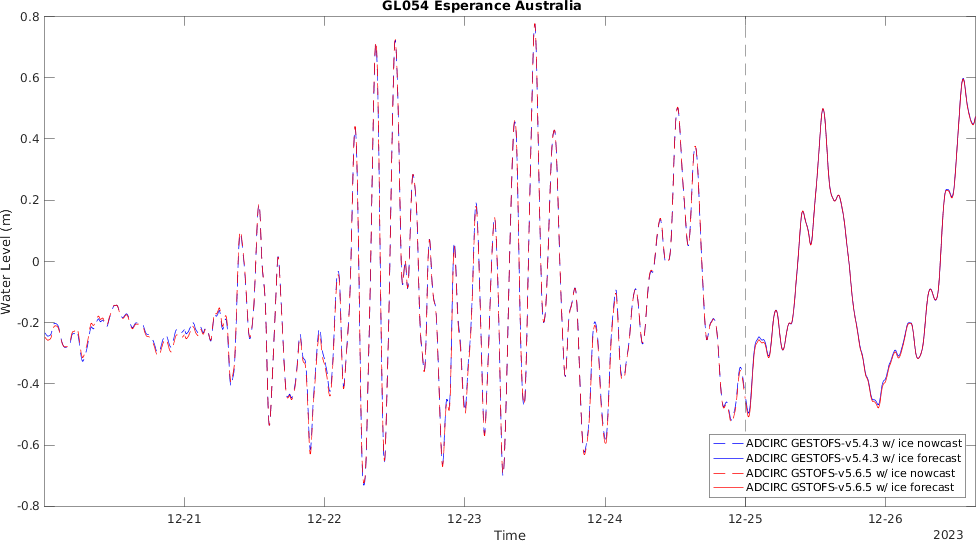 GL054 Esperance Australia
0.8
0.6
0.4
0.2
0
-0.2
-0.4
-0.6
-0.8
Water Level (m)
12-21
12-22
12-23
12-24
12-25
12-26
Time
2023
ADCIRC GESTOFS-v5.4.3 w/ ice nowcast
ADCIRC GESTOFS-v5.4.3 w/ ice forecast
ADCIRC GSTOFS-v5.6.5 w/ ice nowcast
ADCIRC GSTOFS-v5.6.5 w/ ice forecast